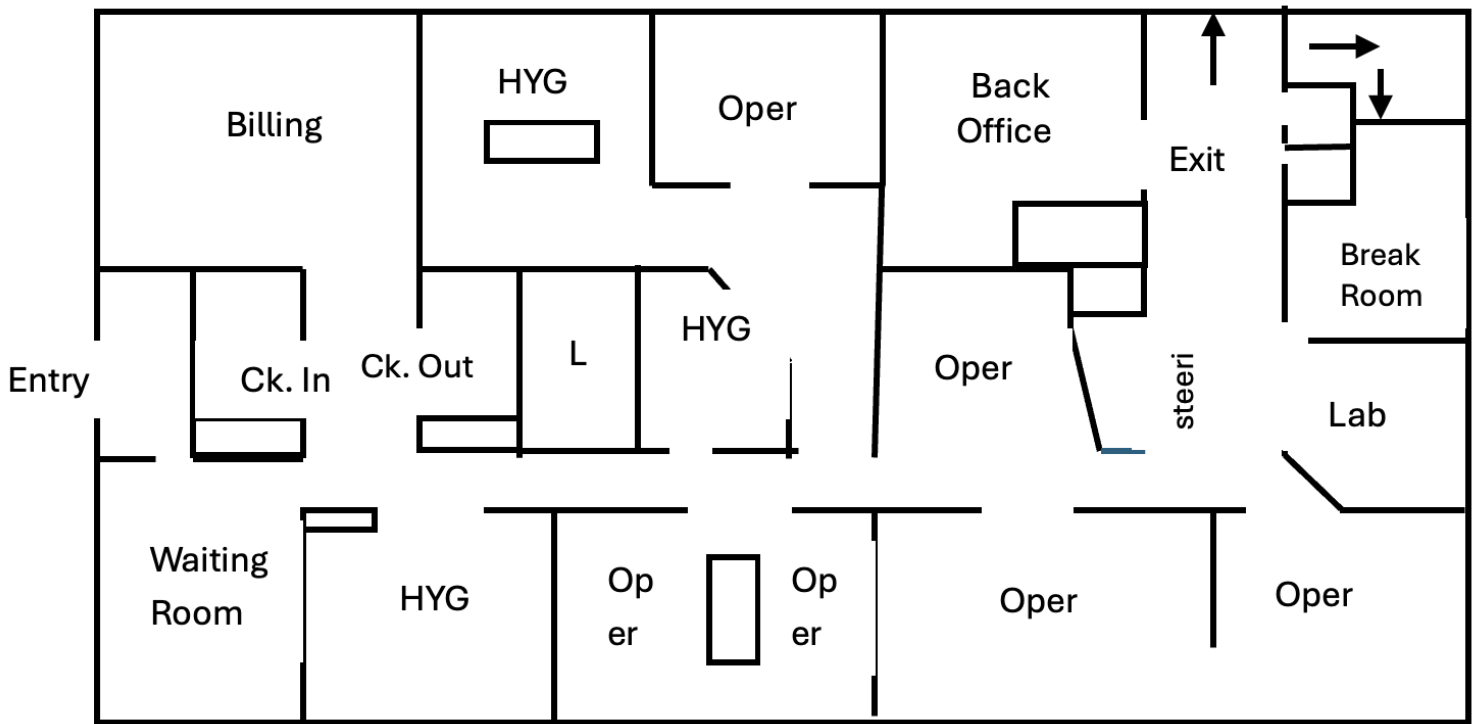 Billing
HYG
Oper
Back
Office
Exit
Break
Room
Entry
Ck. In
Ck. Out
L
HYG
Oper
steeri
Lab
Waiting
Room
HYG
Op
er
Op
er
Oper
Oper